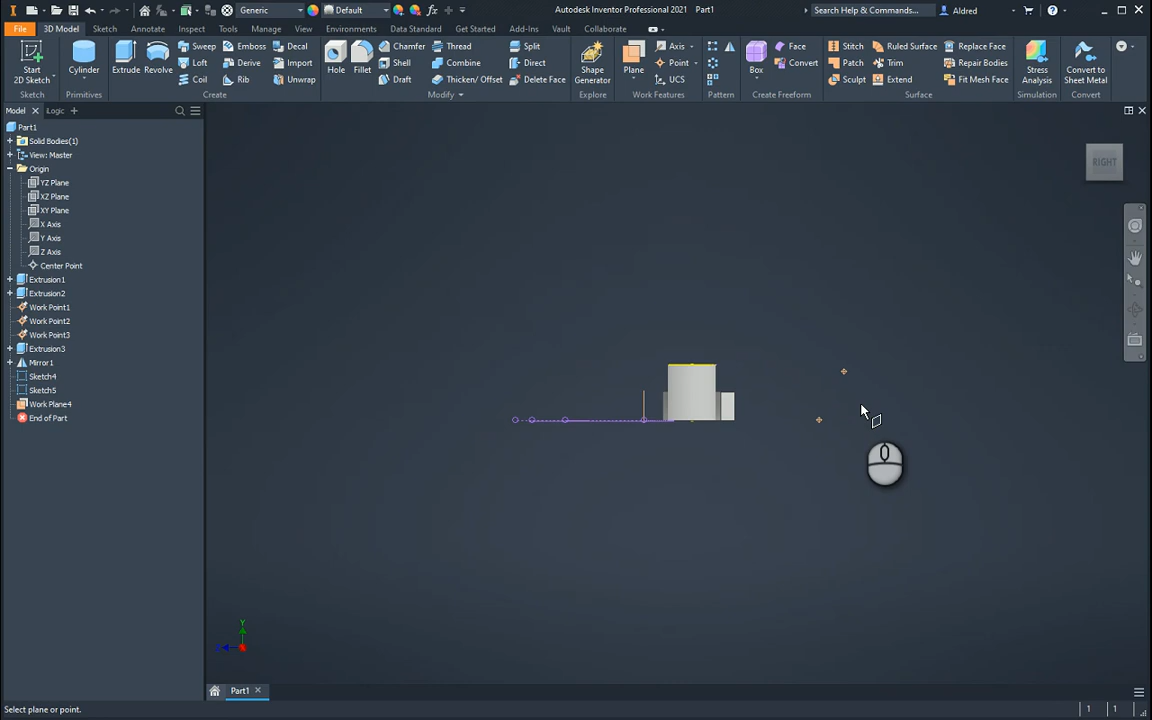 Generic
Default
Autodesk Inventor Professional 2021 Part1
Search Help & Commands...
Aldred
File 3D Model Sketch Annotate Inspect Tools Manage View Environments Data Standard Get Started Add-Ins Vault Collaborate
Start
2D Sketch
Sketch
Cylinder
Primitives
Extrude
Revolve
Sweep
Loft
Coil
Emboss
Derive
Rib
Decal
Import
Unwrap
Create
Hole
Fillet
Chamfer
Shell
Draft
Thread
Combine
Thicken/ Offset
Split
Direct
Delete Face
Modify
Shape
Generator
Explore
Plane
Axis
Point
UCS
Work Features
Pattern
Box
Face
Convert
Create Freeform
Stitch
Patch
Sculpt
Ruled Surface
Trim
Extend
Replace Face
Repair Bodies
Fit Mesh Face
Surface
Stress
Analysis
Simulation
Convert to
Sheet Metal
Convert
Model
Logic
Part1
Solid Bodies(1)
View: Master
Origin
YZ Plane
XZ Plane
XY Plane
X Axis
Y Axis
Z Axis
Center Point
Extrusion1
Extrusion2
Work Point1
Work Point2
Work Point3
Extrusion3
Mirror1
Sketch4
Sketch5
Work Plane4
End of Part
RIGHT
Y
Part1
Select plane or point.
1 1